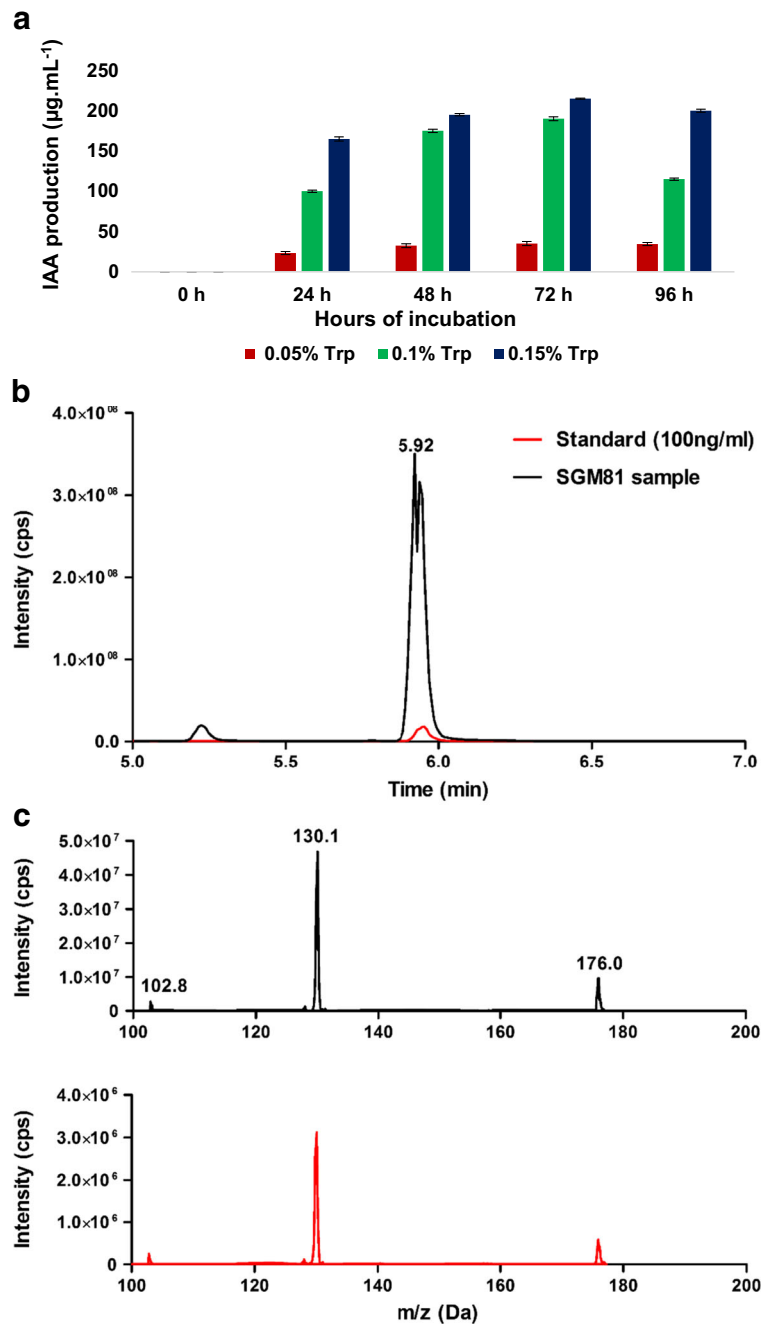 a
IAA production (µg.mL⁻¹)
250
200
150
100
50
0
0 h 24 h 48 h 72 h 96 h
Hours of incubation
0.05% Trp 0.1% Trp 0.15% Trp
b
Intensity (cps)
4.0×10⁰⁸
3.0×10⁰⁸
2.0×10⁰⁸
1.0×10⁰⁸
0.0
5.92
Standard (100ng/ml)
SGM81 sample
5.0 5.5 6.0 6.5 7.0
Time (min)
c
Intensity (cps)
5.0×10⁷
4.0×10⁷
3.0×10⁷
2.0×10⁷
1.0×10⁷
0
102.8
130.1
176.0
100 120 140 160 180 200
Intensity (cps)
4.0×10⁶
3.0×10⁶
2.0×10⁶
1.0×10⁶
0
100 120 140 160 180 200
m/z (Da)